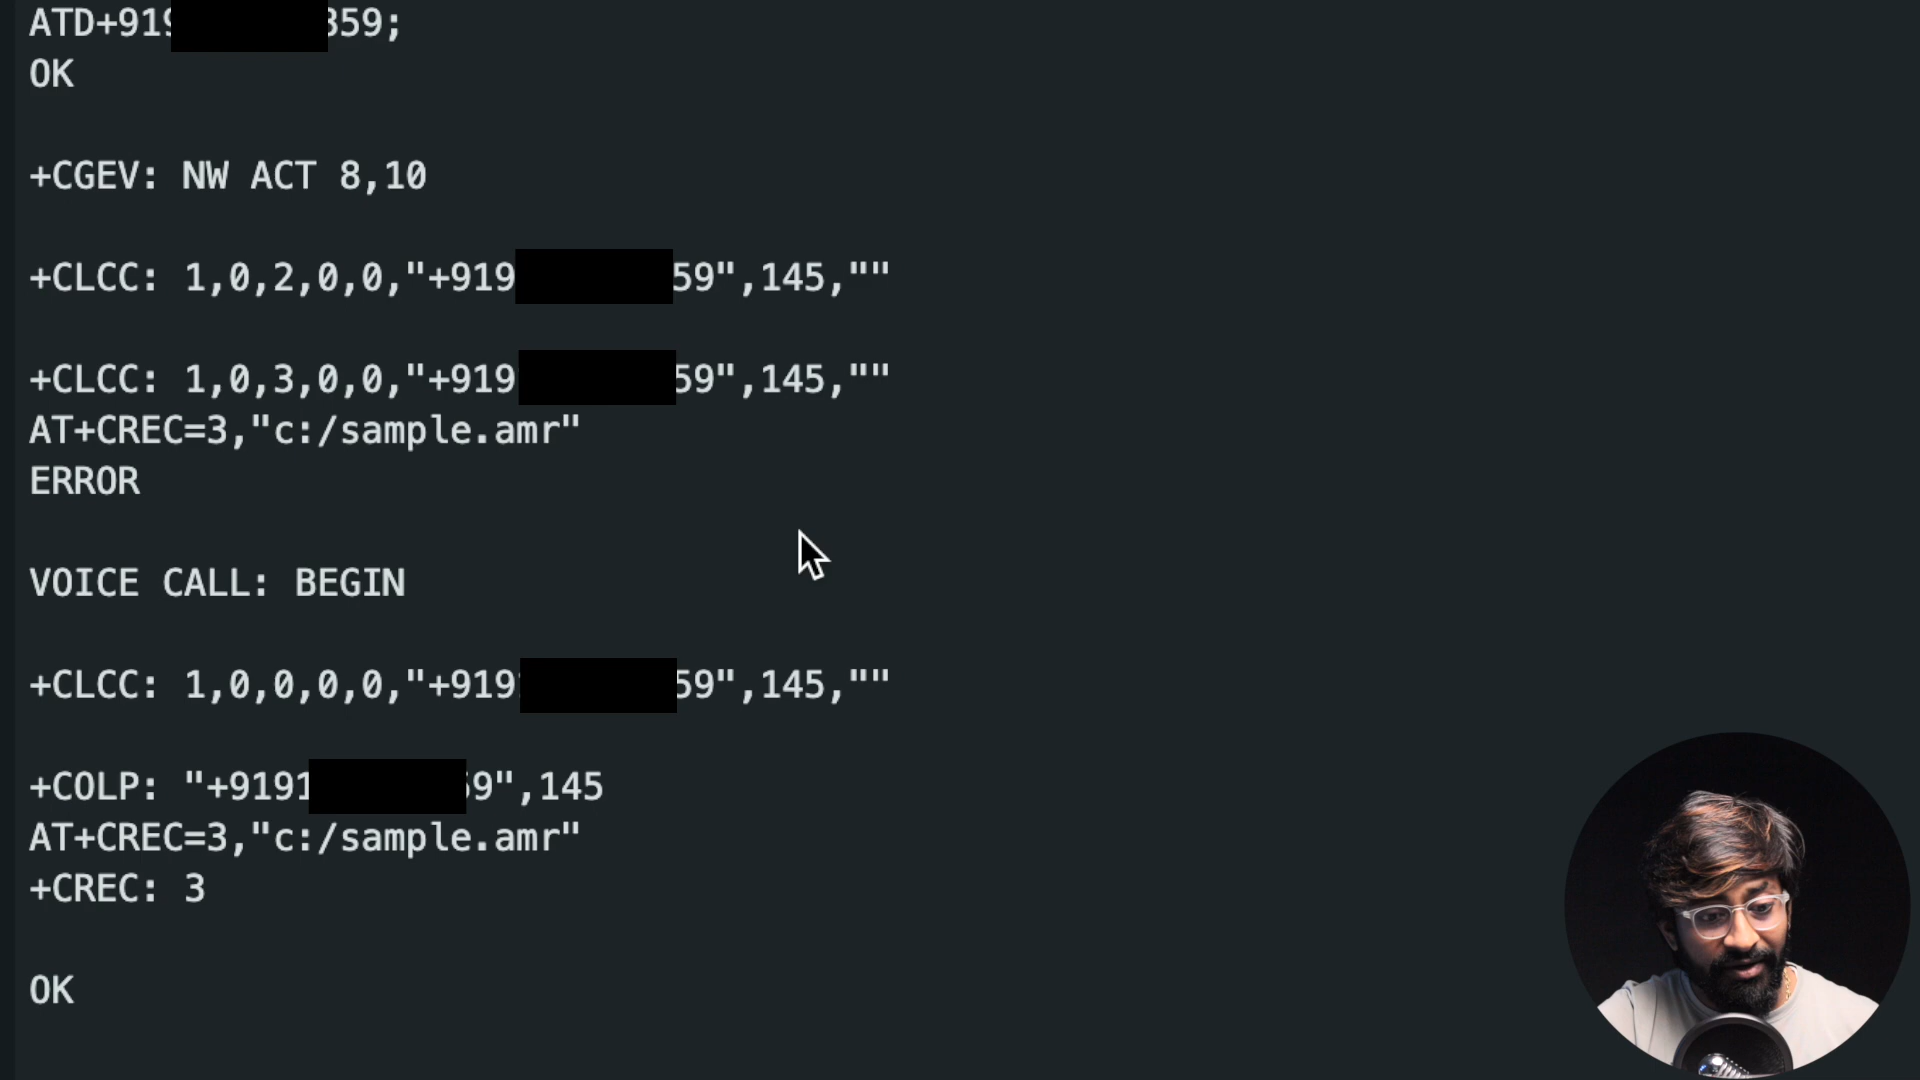 ATD+919 359;
OK
+CGEV: NW ACT 8,10
+CLCC: 1,0,2,0,0,"+919 59",145,""
+CLCC: 1,0,3,0,0,"+919 59",145,""
AT+CREC=3,"c:/sample.amr"
ERROR
VOICE CALL: BEGIN
+CLCC: 1,0,0,0,0,"+919 59",145,""
+COLP: "+9191 59",145
AT+CREC=3,"c:/sample.amr"
+CREC: 3
OK